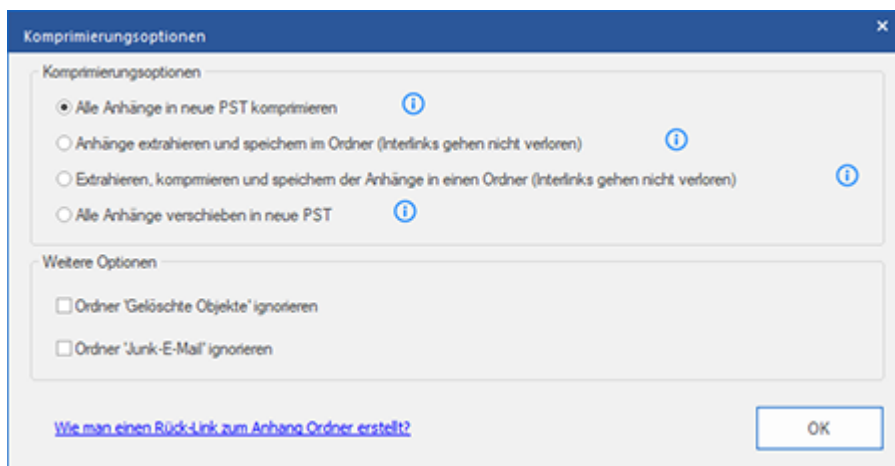 Komprimierungsoptionen
Komprimierungsoptionen
Alle Anhänge in neue PST komprimieren
Anhänge extrahieren und speichern im Ordner (Interlinks gehen nicht verloren)
Extrahieren, komprmieren und speichern der Anhänge in einen Ordner (Interlinks gehen nicht verloren)
Alle Anhänge verschieben in neue PST
Weitere Optionen
Ordner 'Gelöschte Objekte' ignorieren
Ordner 'Junk-E-Mail' ignorieren
Wie man einen Rück-Link zum Anhang Ordner erstellt?
OK